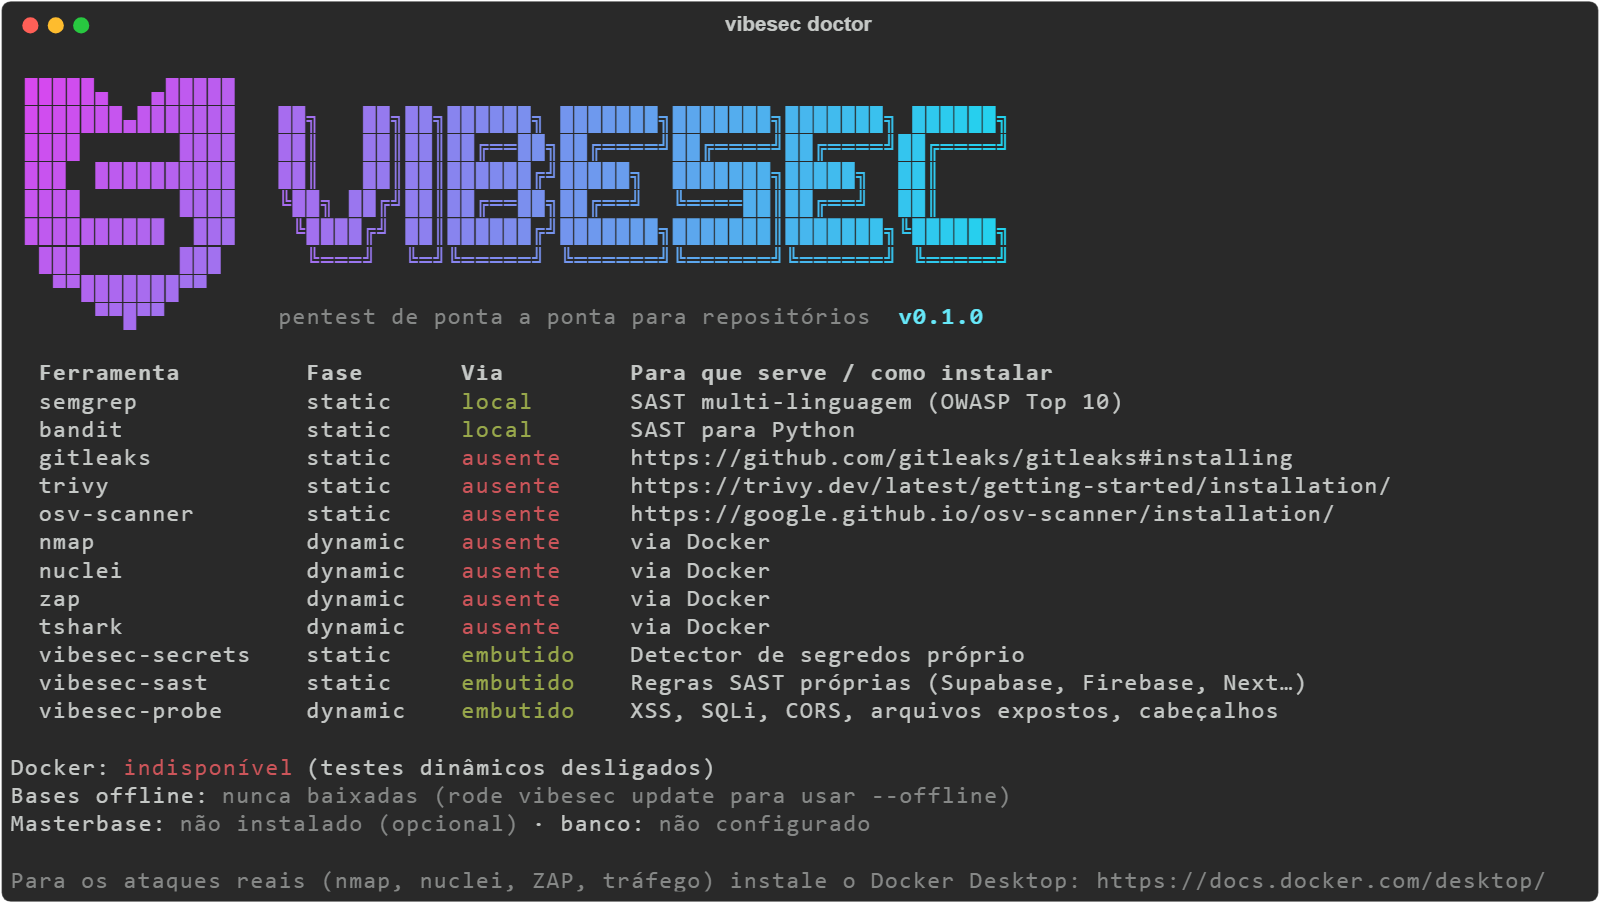 vibesec doctor
VIBESEC
pentest de ponta a ponta para repositórios v0.1.0
Ferramenta Fase Via Para que serve / como instalar
semgrep static local SAST multi-linguagem (OWASP Top 10)
bandit static local SAST para Python
gitleaks static ausente https://github.com/gitleaks/gitleaks#installing
trivy static ausente https://trivy.dev/latest/getting-started/installation/
osv-scanner static ausente https://google.github.io/osv-scanner/installation/
nmap dynamic ausente via Docker
nuclei dynamic ausente via Docker
zap dynamic ausente via Docker
tshark dynamic ausente via Docker
vibesec-secrets static embutido Detector de segredos próprio
vibesec-sast static embutido Regras SAST próprias (Supabase, Firebase, Next…)
vibesec-probe dynamic embutido XSS, SQLi, CORS, arquivos expostos, cabeçalhos
Docker: indisponível (testes dinâmicos desligados)
Bases offline: nunca baixadas (rode vibesec update para usar --offline)
Masterbase: não instalado (opcional) · banco: não configurado
Para os ataques reais (nmap, nuclei, ZAP, tráfego) instale o Docker Desktop: https://docs.docker.com/desktop/